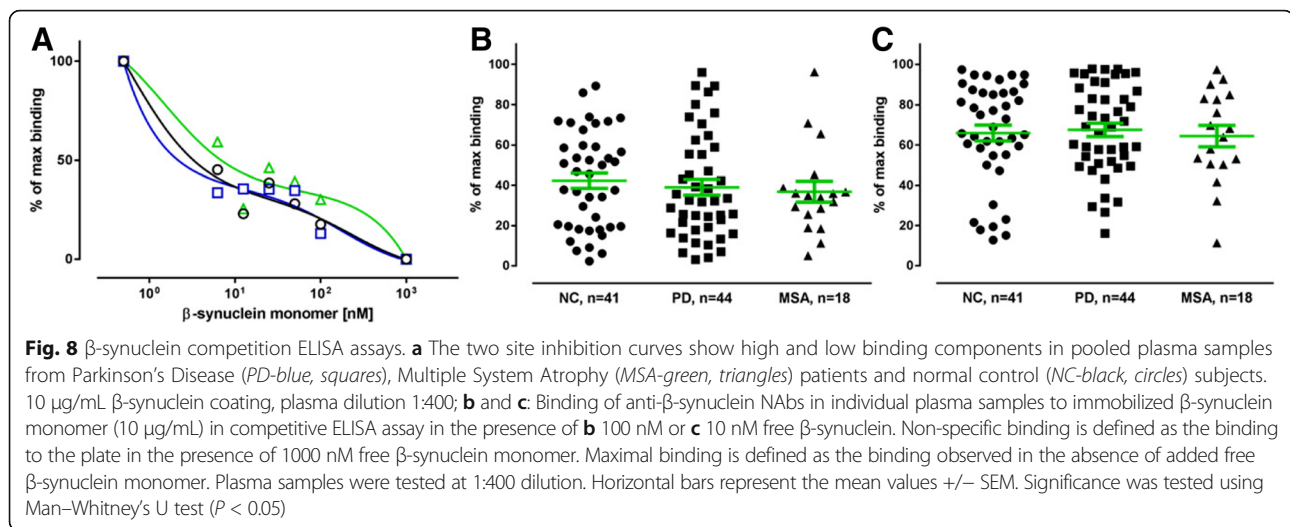 A
B
C
% of max binding
100
50
0
10⁰
10¹
10²
10³
β-synuclein monomer [nM]
% of max binding
100
80
60
40
20
0
NC, n=41
PD, n=44
MSA, n=18
% of max binding
100
80
60
40
20
0
NC, n=41
PD, n=44
MSA, n=18
Fig. 8 β-synuclein competition ELISA assays. a The two site inhibition curves show high and low binding components in pooled plasma samples
from Parkinson's Disease (PD-blue, squares), Multiple System Atrophy (MSA-green, triangles) patients and normal control (NC-black, circles) subjects.
10 μg/mL β-synuclein coating, plasma dilution 1:400; b and c: Binding of anti-β-synuclein NAbs in individual plasma samples to immobilized β-synuclein
monomer (10 μg/mL) in competitive ELISA assay in the presence of b 100 nM or c 10 nM free β-synuclein. Non-specific binding is defined as the binding
to the plate in the presence of 1000 nM free β-synuclein monomer. Maximal binding is defined as the binding observed in the absence of added free
β-synuclein monomer. Plasma samples were tested at 1:400 dilution. Horizontal bars represent the mean values +/− SEM. Significance was tested using
Man–Whitney's U test (P < 0.05)